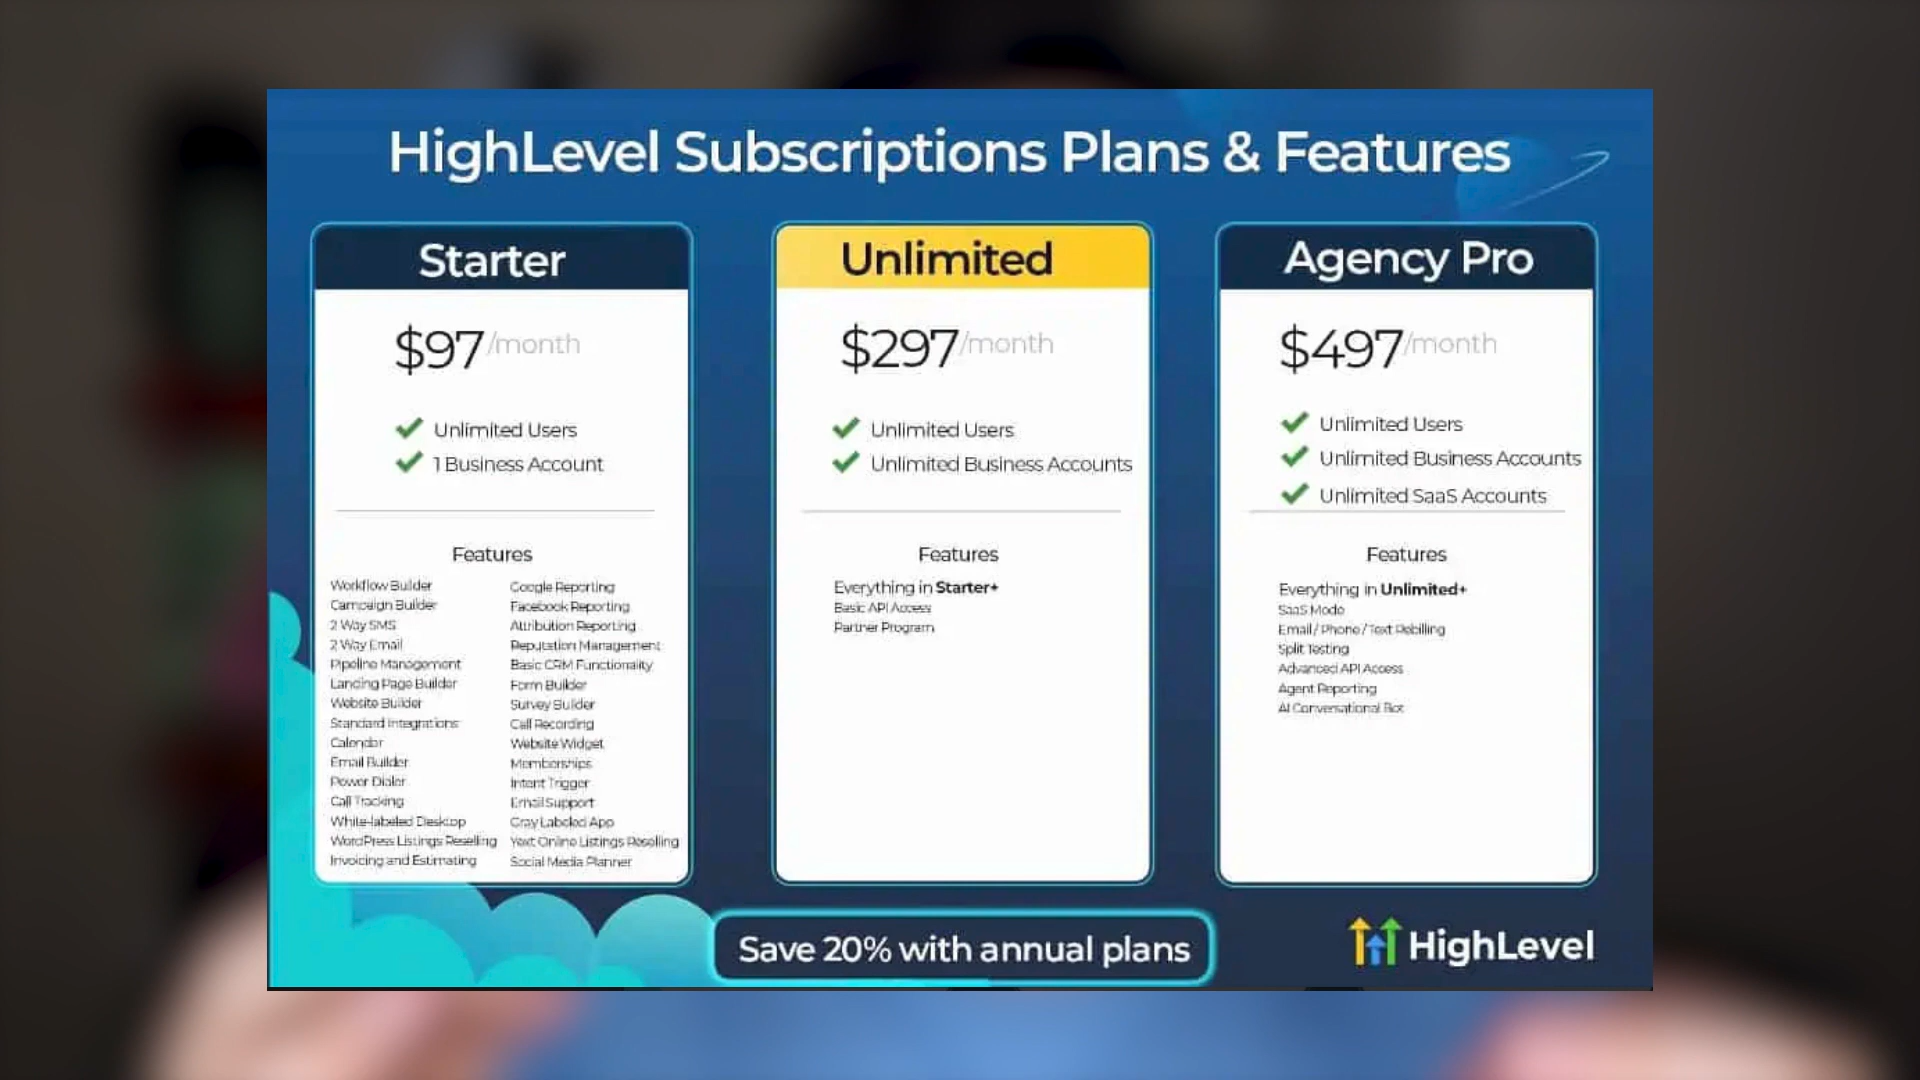 HighLevel Subscriptions Plans & Features
Starter
$97/month
Unlimited Users
1 Business Account
Features
Workflow Builder
Campaign Builder
2 Way SMS
2 Way Email
Pipeline Management
Landing Page Builder
Website Builder
Standard Integrations
Calendar
Email Builder
Power Dialer
Call Tracking
White-labeled Desktop
WordPress Listings Reselling
Invoicing and Estimating
Google Reporting
Facebook Reporting
Attribution Reporting
Reputation Management
Basic CRM Functionality
Form Builder
Survey Builder
Call Recording
Website Widget
Memberships
Intent Trigger
Email Support
Gray Labeled App
Yext Online Listings Reselling
Social Media Planner
Unlimited
$297/month
Unlimited Users
Unlimited Business Accounts
Features
Everything in Starter+
Basic API Access
Partner Program
Agency Pro
$497/month
Unlimited Users
Unlimited Business Accounts
Unlimited SaaS Accounts
Features
Everything in Unlimited+
SaaS Mode
Email / Phone / Text Rebilling
Split Testing
Advanced API Access
Agent Reporting
AI Conversational Bot
Save 20% with annual plans
HighLevel